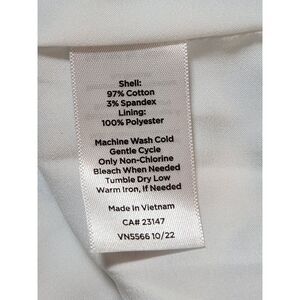 Shell:
97% Cotton
3% Spandex
Lining:
100% Polyester
Machine Wash Cold
Gentle Cycle
Only Non-Chlorine
Bleach When Needed
Tumble Dry Low
Warm Iron, If Needed
Made in Vietnam
CA# 23147
VN5566 10/22